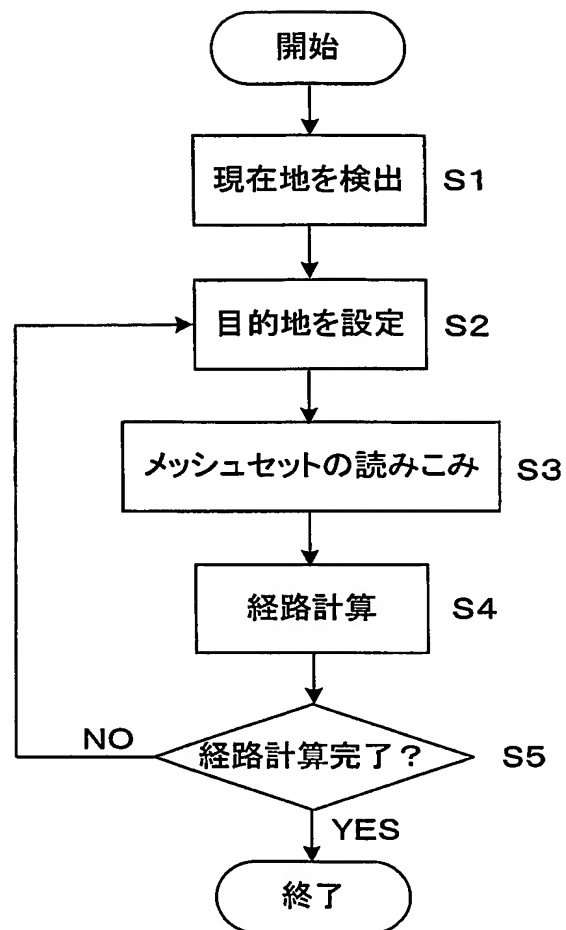 開始
現在地を検出 S1
目的地を設定 S2
メッシュセットの読みこみ S3
経路計算 S4
経路計算完了? S5
NO
YES
終了